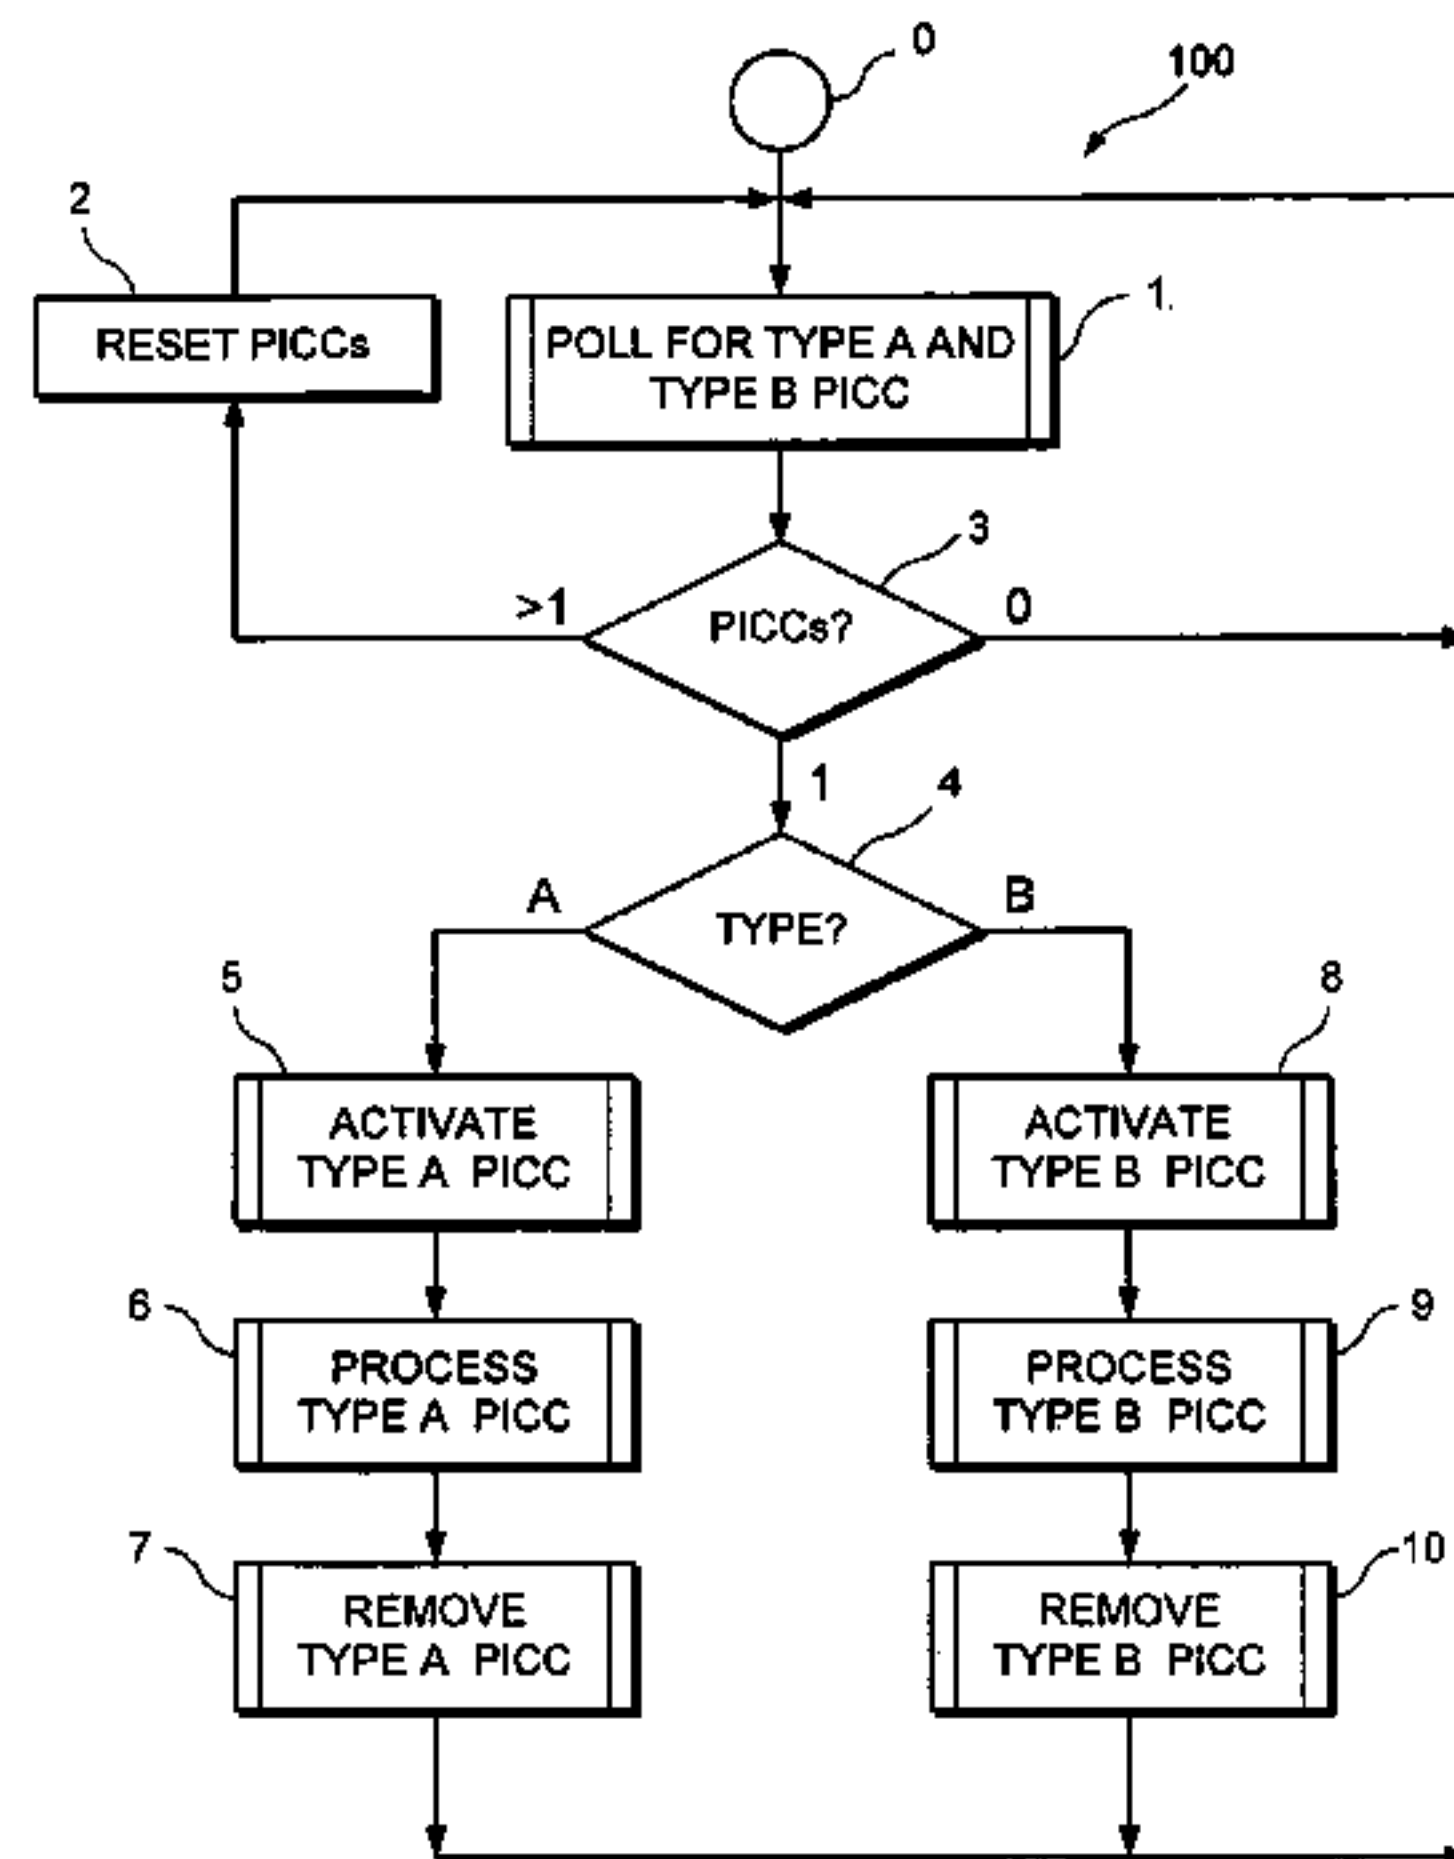 0
100
2
1.
RESET PICCs
POLL FOR TYPE A AND
TYPE B PICC
3
>1
PICCs?
0
1
4
A
TYPE?
B
5
8
ACTIVATE
TYPE A PICC
ACTIVATE
TYPE B PICC
6
9
PROCESS
TYPE A PICC
PROCESS
TYPE B PICC
7
10
REMOVE
TYPE A PICC
REMOVE
TYPE B PICC